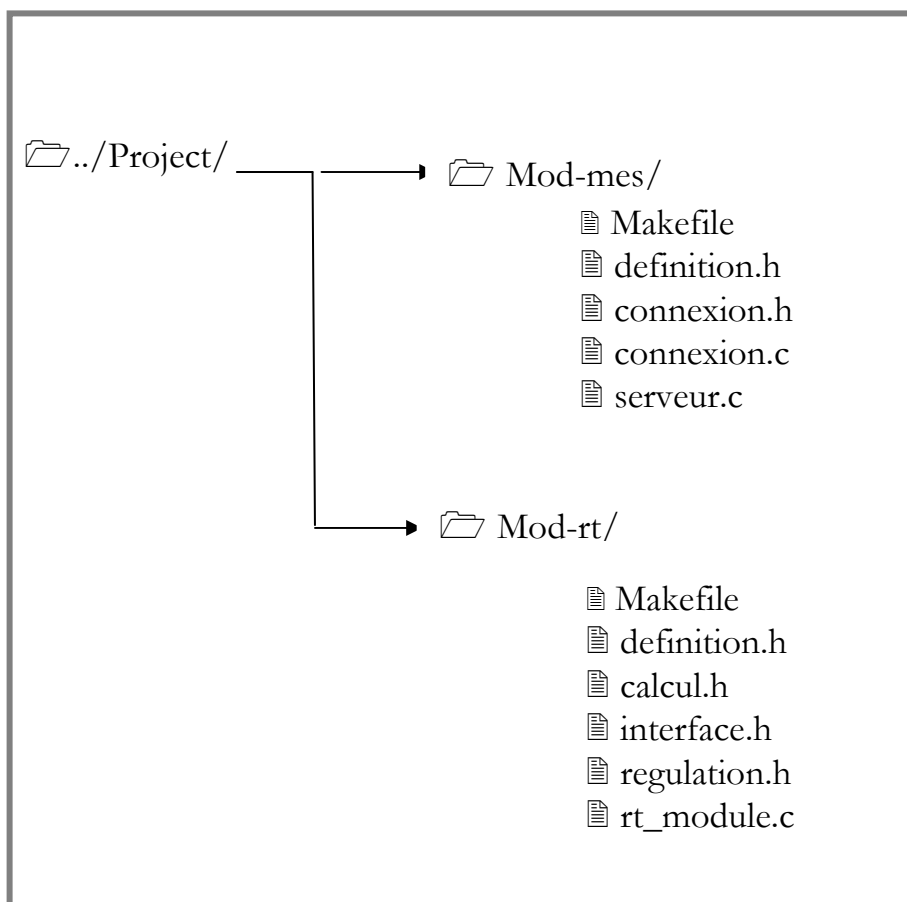 ../Project/
Mod-mes/
Makefile
definition.h
connexion.h
connexion.c
serveur.c
Mod-rt/
Makefile
definition.h
calcul.h
interface.h
regulation.h
rt_module.c